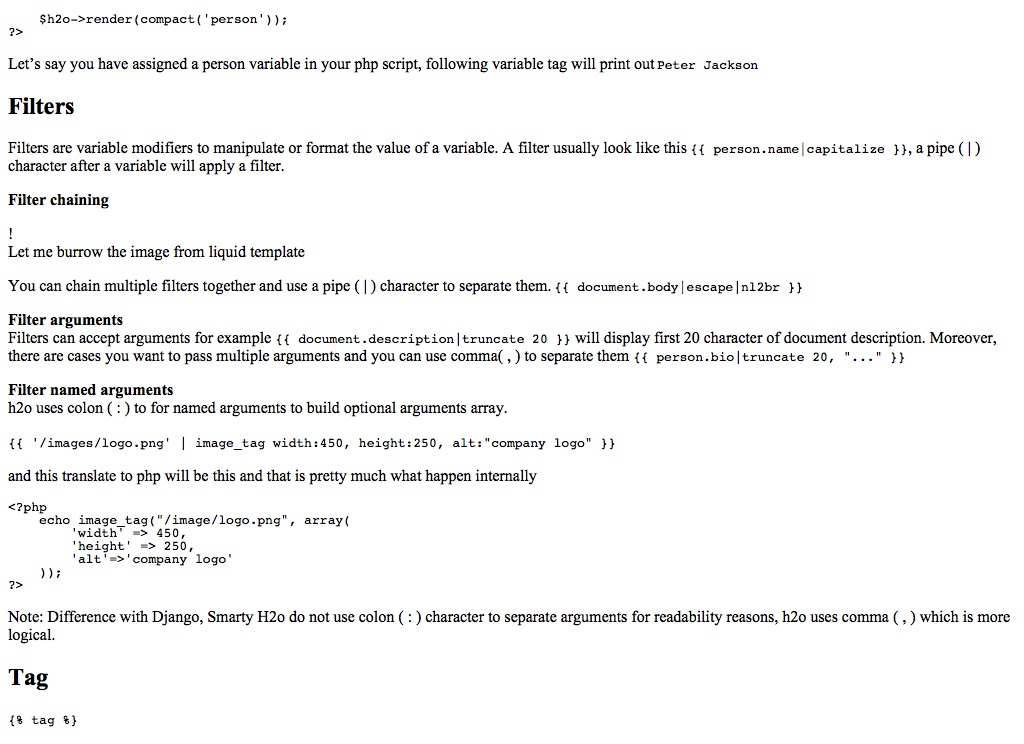 $h2o->render(compact('person'));
?>
Let’s say you have assigned a person variable in your php script, following variable tag will print out Peter Jackson
Filters
Filters are variable modifiers to manipulate or format the value of a variable. A filter usually look like this {{ person.name|capitalize }}, a pipe (|)
character after a variable will apply a filter.
Filter chaining
!
Let me burrow the image from liquid template
You can chain multiple filters together and use a pipe (|) character to separate them. {{ document.body|escape|nl2br }}
Filter arguments
Filters can accept arguments for example {{ document.description|truncate 20 }} will display first 20 character of document description. Moreover,
there are cases you want to pass multiple arguments and you can use comma(,) to separate them {{ person.bio|truncate 20, "..." }}
Filter named arguments
h2o uses colon (:) to for named arguments to build optional arguments array.
{{ '/images/logo.png' | image_tag width:450, height:250, alt:"company logo" }}
and this translate to php will be this and that is pretty much what happen internally
<?php
echo image_tag("/image/logo.png", array(
'width' => 450,
'height' => 250,
'alt'=>'company logo'
));
?>
Note: Difference with Django, Smarty H2o do not use colon (:) character to separate arguments for readability reasons, h2o uses comma (,) which is more
logical.
Tag
{% tag %}